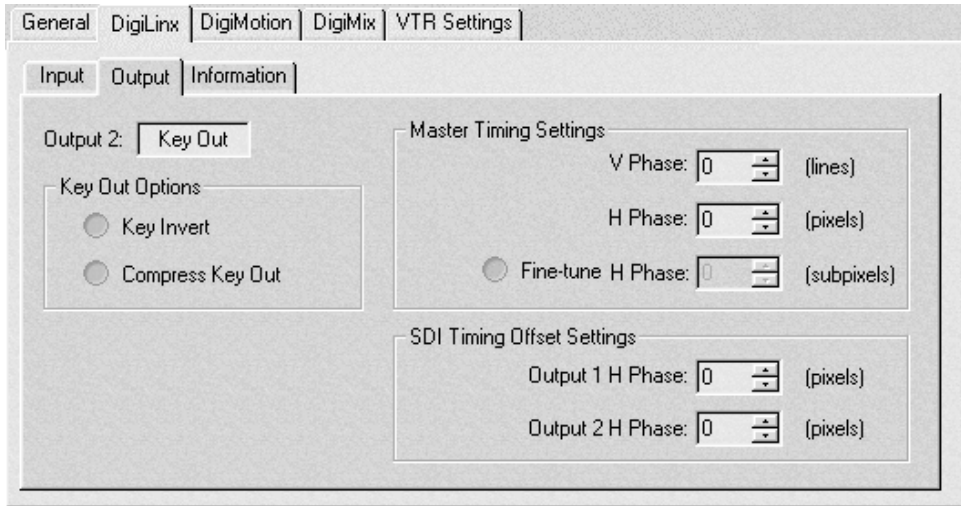 General DigiLinx DigiMotion DigiMix VTR Settings
Input Output Information
Output 2: Key Out
Key Out Options
Key Invert
Compress Key Out
Master Timing Settings
V Phase: 0 (lines)
H Phase: 0 (pixels)
Fine-tune H Phase: 0 (subpixels)
SDI Timing Offset Settings
Output 1 H Phase: 0 (pixels)
Output 2 H Phase: 0 (pixels)